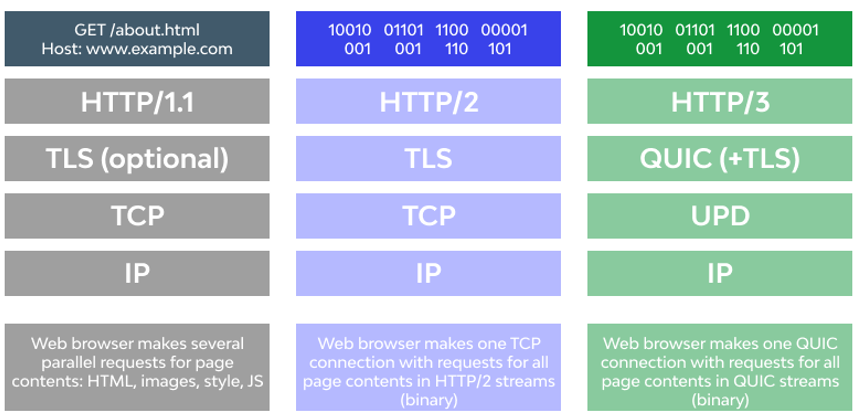 GET /about.html
Host: www.example.com
HTTP/1.1
TLS (optional)
TCP
IP
Web browser makes several
parallel requests for page
contents: HTML, images, style, JS
10010 01101 1100 00001
001 001 110 101
HTTP/2
TLS
TCP
IP
Web browser makes one TCP
connection with requests for all
page contents in HTTP/2 streams
(binary)
10010 01101 1100 00001
001 001 110 101
HTTP/3
QUIC (+TLS)
UPD
IP
Web browser makes one QUIC
connection with requests for all
page contents in QUIC streams
(binary)